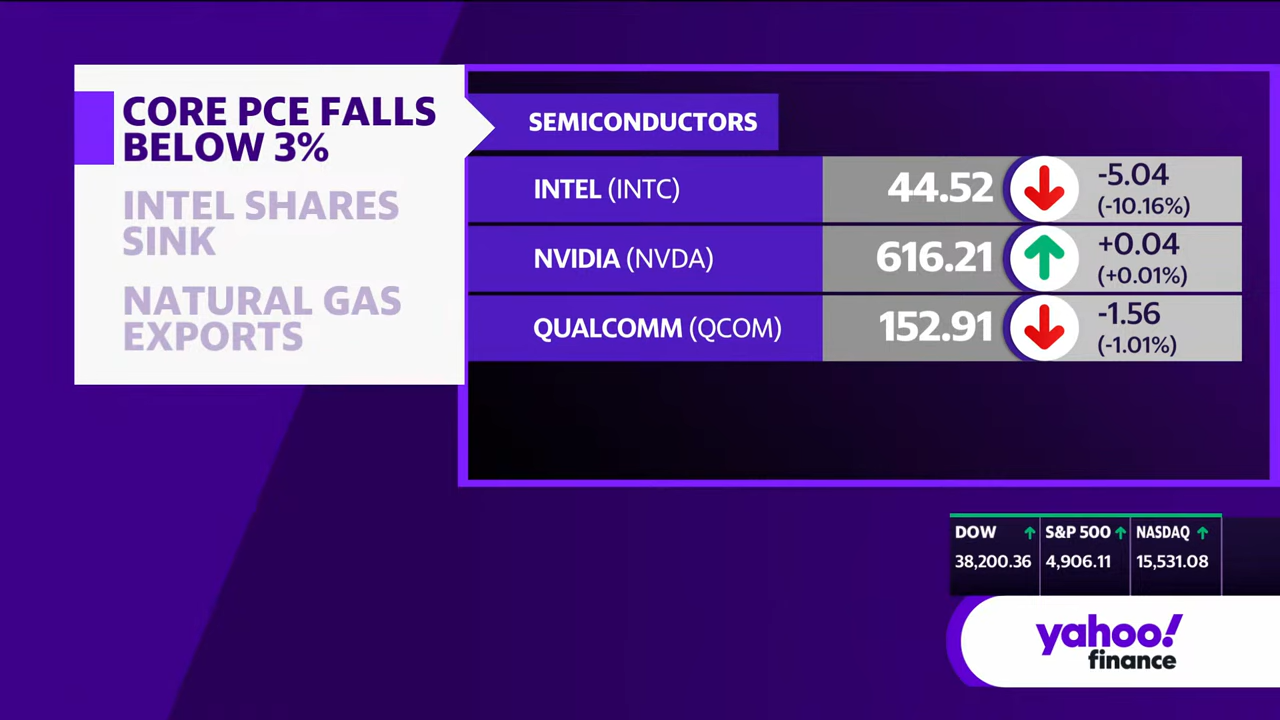 CORE PCE FALLS
BELOW 3%
INTEL SHARES
SINK
NATURAL GAS
EXPORTS
SEMICONDUCTORS
INTEL (INTC) 44.52 -5.04
(-10.16%)
NVIDIA (NVDA) 616.21 +0.04
(+0.01%)
QUALCOMM (QCOM) 152.91 -1.56
(-1.01%)
DOW S&P 500 NASDAQ
38,200.36 4,906.11 15,531.08
yahoo!
finance